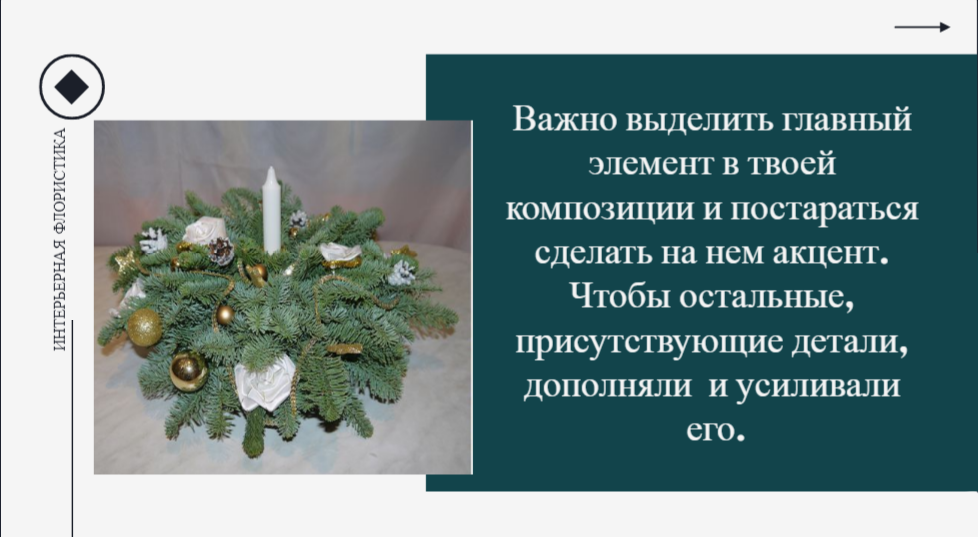 ИНТЕРЬЕРНАЯ ФЛОРИСТИКА
Важно выделить главный
элемент в твоей
композиции и постараться
сделать на нем акцент.
Чтобы остальные,
присутствующие детали,
дополняли  и усиливали
его.